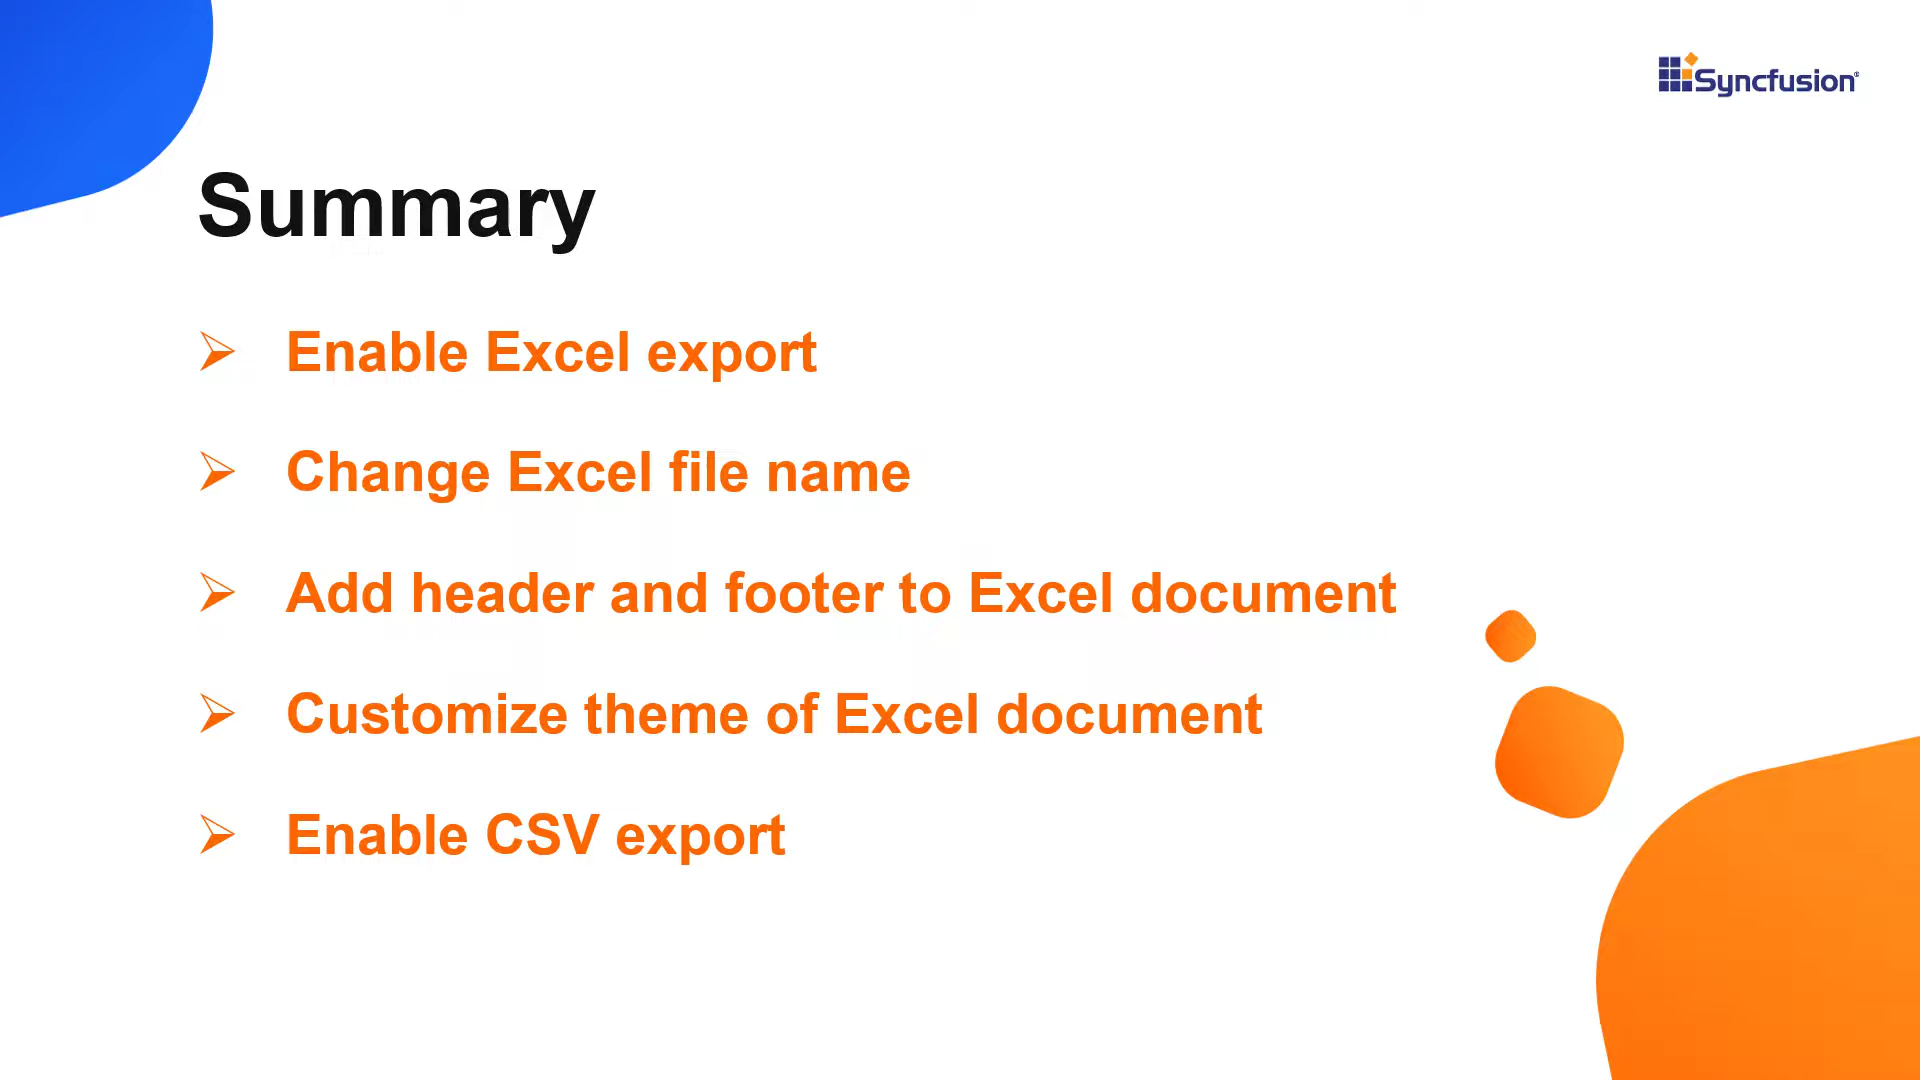 Syncfusion
Summary
Enable Excel export
Change Excel file name
Add header and footer to Excel document
Customize theme of Excel document
Enable CSV export